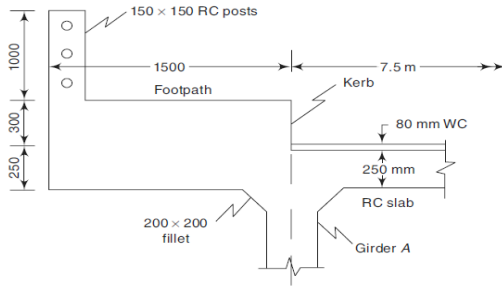 150 × 150 RC posts
1000
1500
7.5 m
Footpath
Kerb
300
80 mm WC
250
250 mm
RC slab
200 × 200
fillet
Girder A